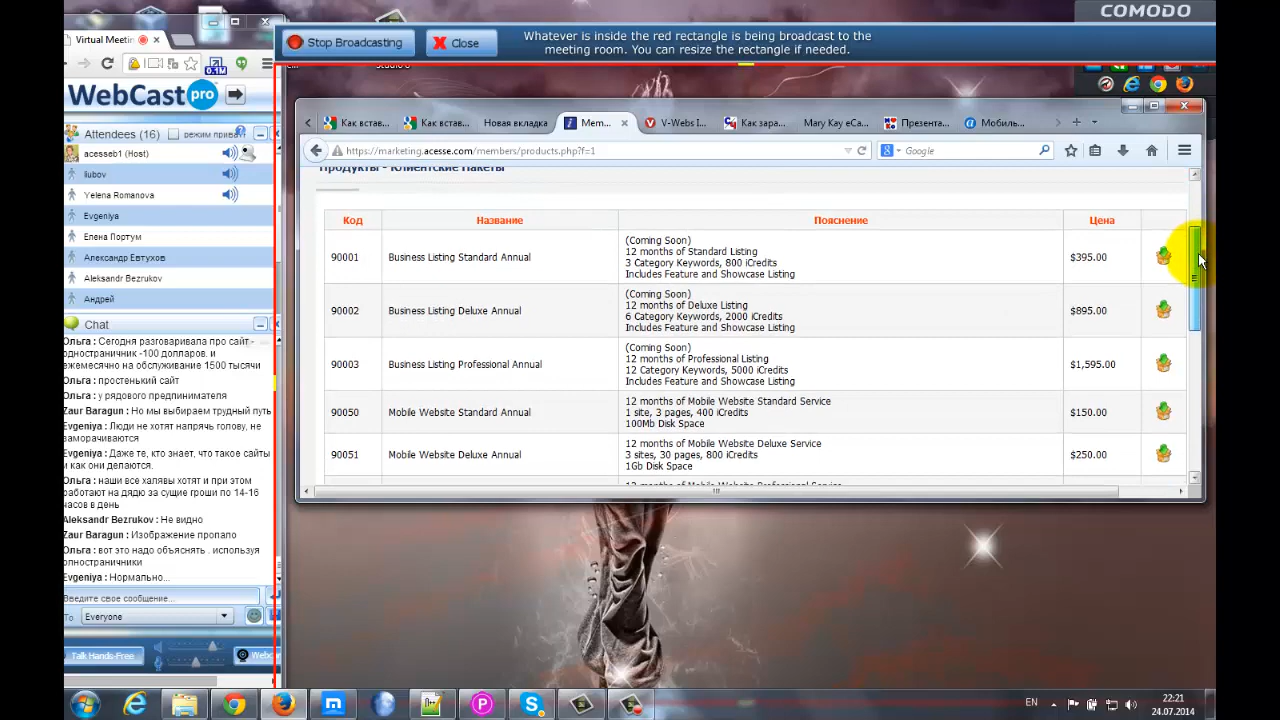 COMODO
Virtual Meeti
Stop Broadcasting
Close
Whatever is inside the red rectangle is being broadcast to the
meeting room. You can resize the rectangle if needed.
0.1M
WebCast pro
Attendees (16)
acesseb1 (Host)
liubov
Yelena Romanova
Evgeniya
Елена Портум
Александр Евтухов
Aleksandr Bezrukov
Андрей
Chat
Ольга : Сегодня разговаривала про сайт-
одностраничник -100 долларов, и
ежемесячно на обслуживание 1500 тысячи
Ольга : простенький сайт
Ольга : у рядового предпинимателя
Zaur Baragun : Но мы выбираем трудный путь
Evgeniya : Люди не хотят напрячь голову, не
заморачиваются
Evgeniya : Даже те, кто знает, что такое сайты
и как они делаются.
Ольга : наши все халявы хотят и при этом
работают на дядю за сущие гроши по 14-16
часов в день
Aleksandr Bezrukov : Не видно
Zaur Baragun : Изображение пропало
Ольга : вот это надо объяснять . используя
Evgeniya : Нормально...
Введите свое сообщение...
To
Everyone
Talk Hands-Free
Webc
Как встав...
Как встав...
Новая вкладка
Mem...
V-Webs I...
Как зара...
Mary Kay eCa...
Презента...
Мобиль...
https://marketing.acesse.com/members/products.php?f=1
Google
Продукты - Клиентские Пакеты
Код Название Пояснение Цена
90001 Business Listing Standard Annual
(Coming Soon)
12 months of Standard Listing
3 Category Keywords, 800 iCredits
Includes Feature and Showcase Listing
$395.00
90002 Business Listing Deluxe Annual
(Coming Soon)
12 months of Deluxe Listing
6 Category Keywords, 2000 iCredits
Includes Feature and Showcase Listing
$895.00
90003 Business Listing Professional Annual
(Coming Soon)
12 months of Professional Listing
12 Category Keywords, 5000 iCredits
Includes Feature and Showcase Listing
$1,595.00
90050 Mobile Website Standard Annual
12 months of Mobile Website Standard Service
1 site, 3 pages, 400 iCredits
100Mb Disk Space
$150.00
90051 Mobile Website Deluxe Annual
12 months of Mobile Website Deluxe Service
3 sites, 30 pages, 800 iCredits
1Gb Disk Space
$250.00
EN
22:21
24.07.2014